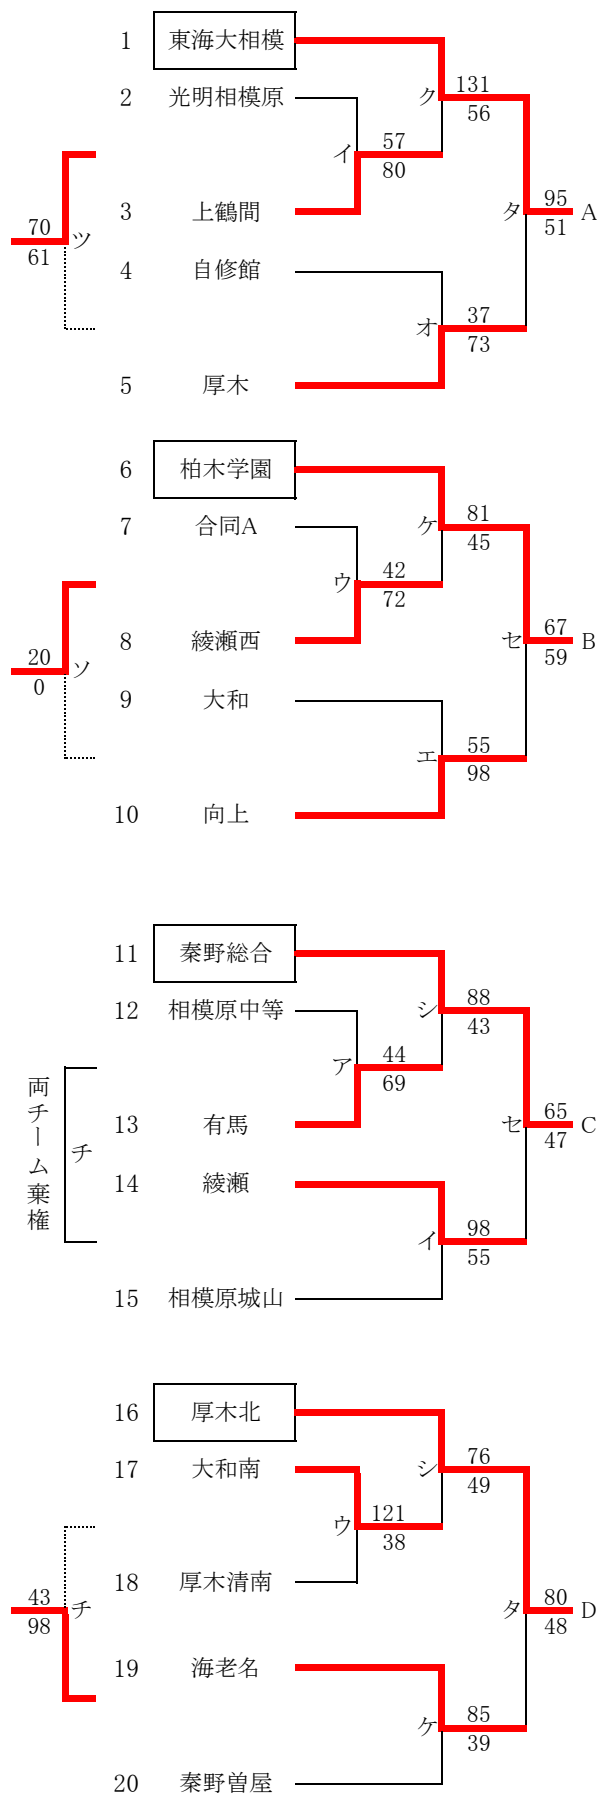 1 東海大相模
2 光明相模原
ク 131
56
イ 57
80
3 上鶴間
タ 95 A
51
70 ツ
61
4 自修館
オ 37
73
5 厚木
6 柏木学園
7 合同A
ケ 81
45
ウ 42
72
8 綾瀬西
セ 67 B
59
20 ソ
0
9 大和
エ 55
98
10 向上
11 秦野総合
12 相模原中等
シ 88
43
ア 44
69
13 有馬
セ 65 C
47
両チーム棄権
チ
14 綾瀬
イ 98
55
15 相模原城山
16 厚木北
17 大和南
シ 76
49
ウ 121
38
18 厚木清南
タ 80 D
48
43 チ
98
19 海老名
ケ 85
39
20 秦野曽屋